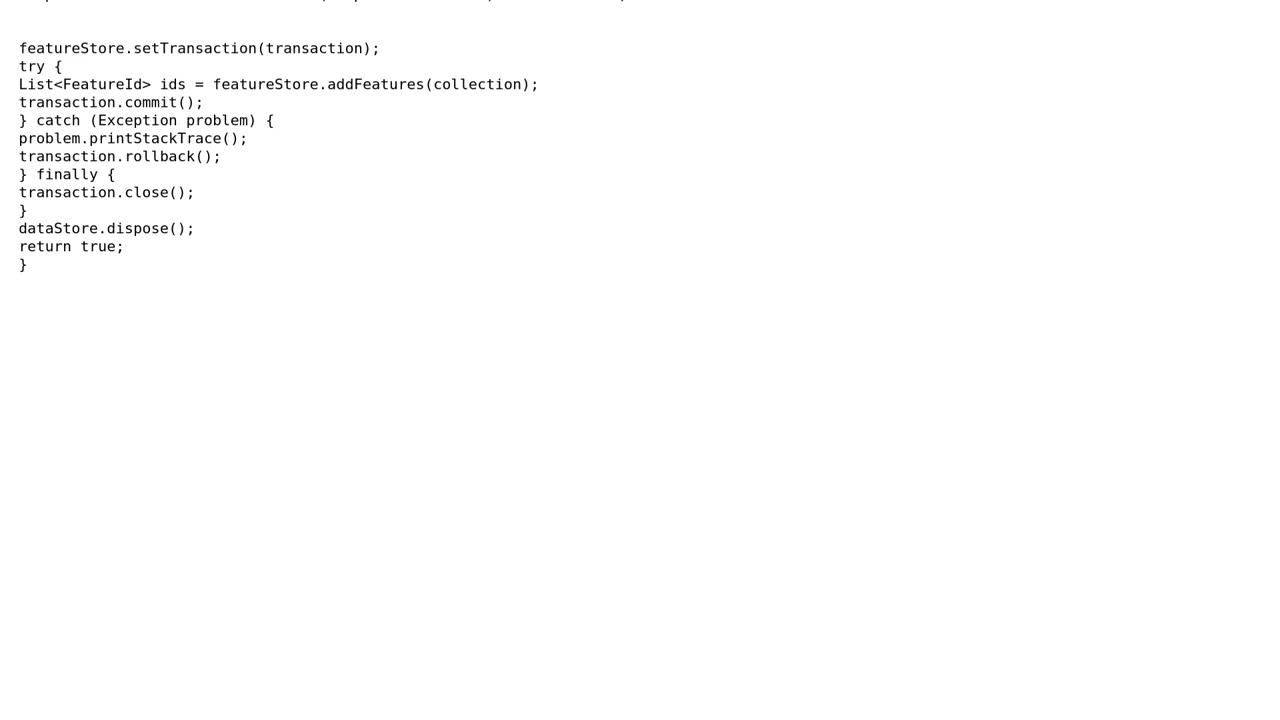 featureStore.setTransaction(transaction);
try {
List<FeatureId> ids = featureStore.addFeatures(collection);
transaction.commit();
} catch (Exception problem) {
problem.printStackTrace();
transaction.rollback();
} finally {
transaction.close();
}
dataStore.dispose();
return true;
}